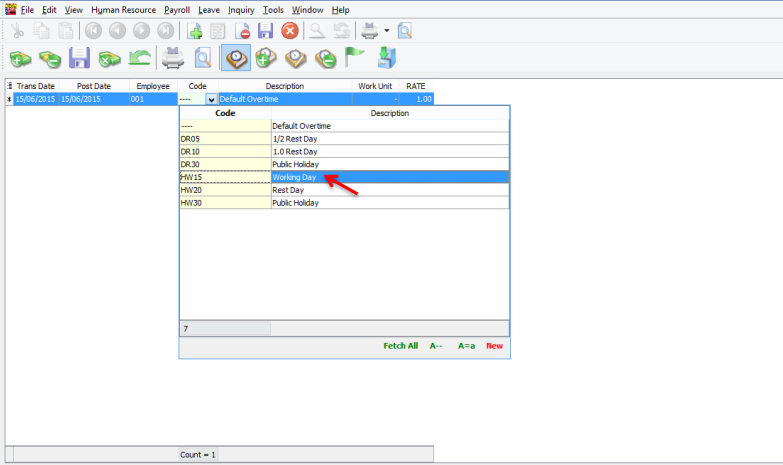 File Edit View Human Resource Payroll Leave Inquiry Tools Window Help
Trans Date Post Date Employee Code Description Work Unit RATE
15/06/2015 15/06/2015 001 ---- Default Overtime - 1.00
Code Description
---- Default Overtime
DR05 1/2 Rest Day
DR10 1.0 Rest Day
DR30 Public Holiday
HW15 Working Day
HW20 Rest Day
HW30 Public Holiday
7
Fetch All A-- A=a New
Count = 1